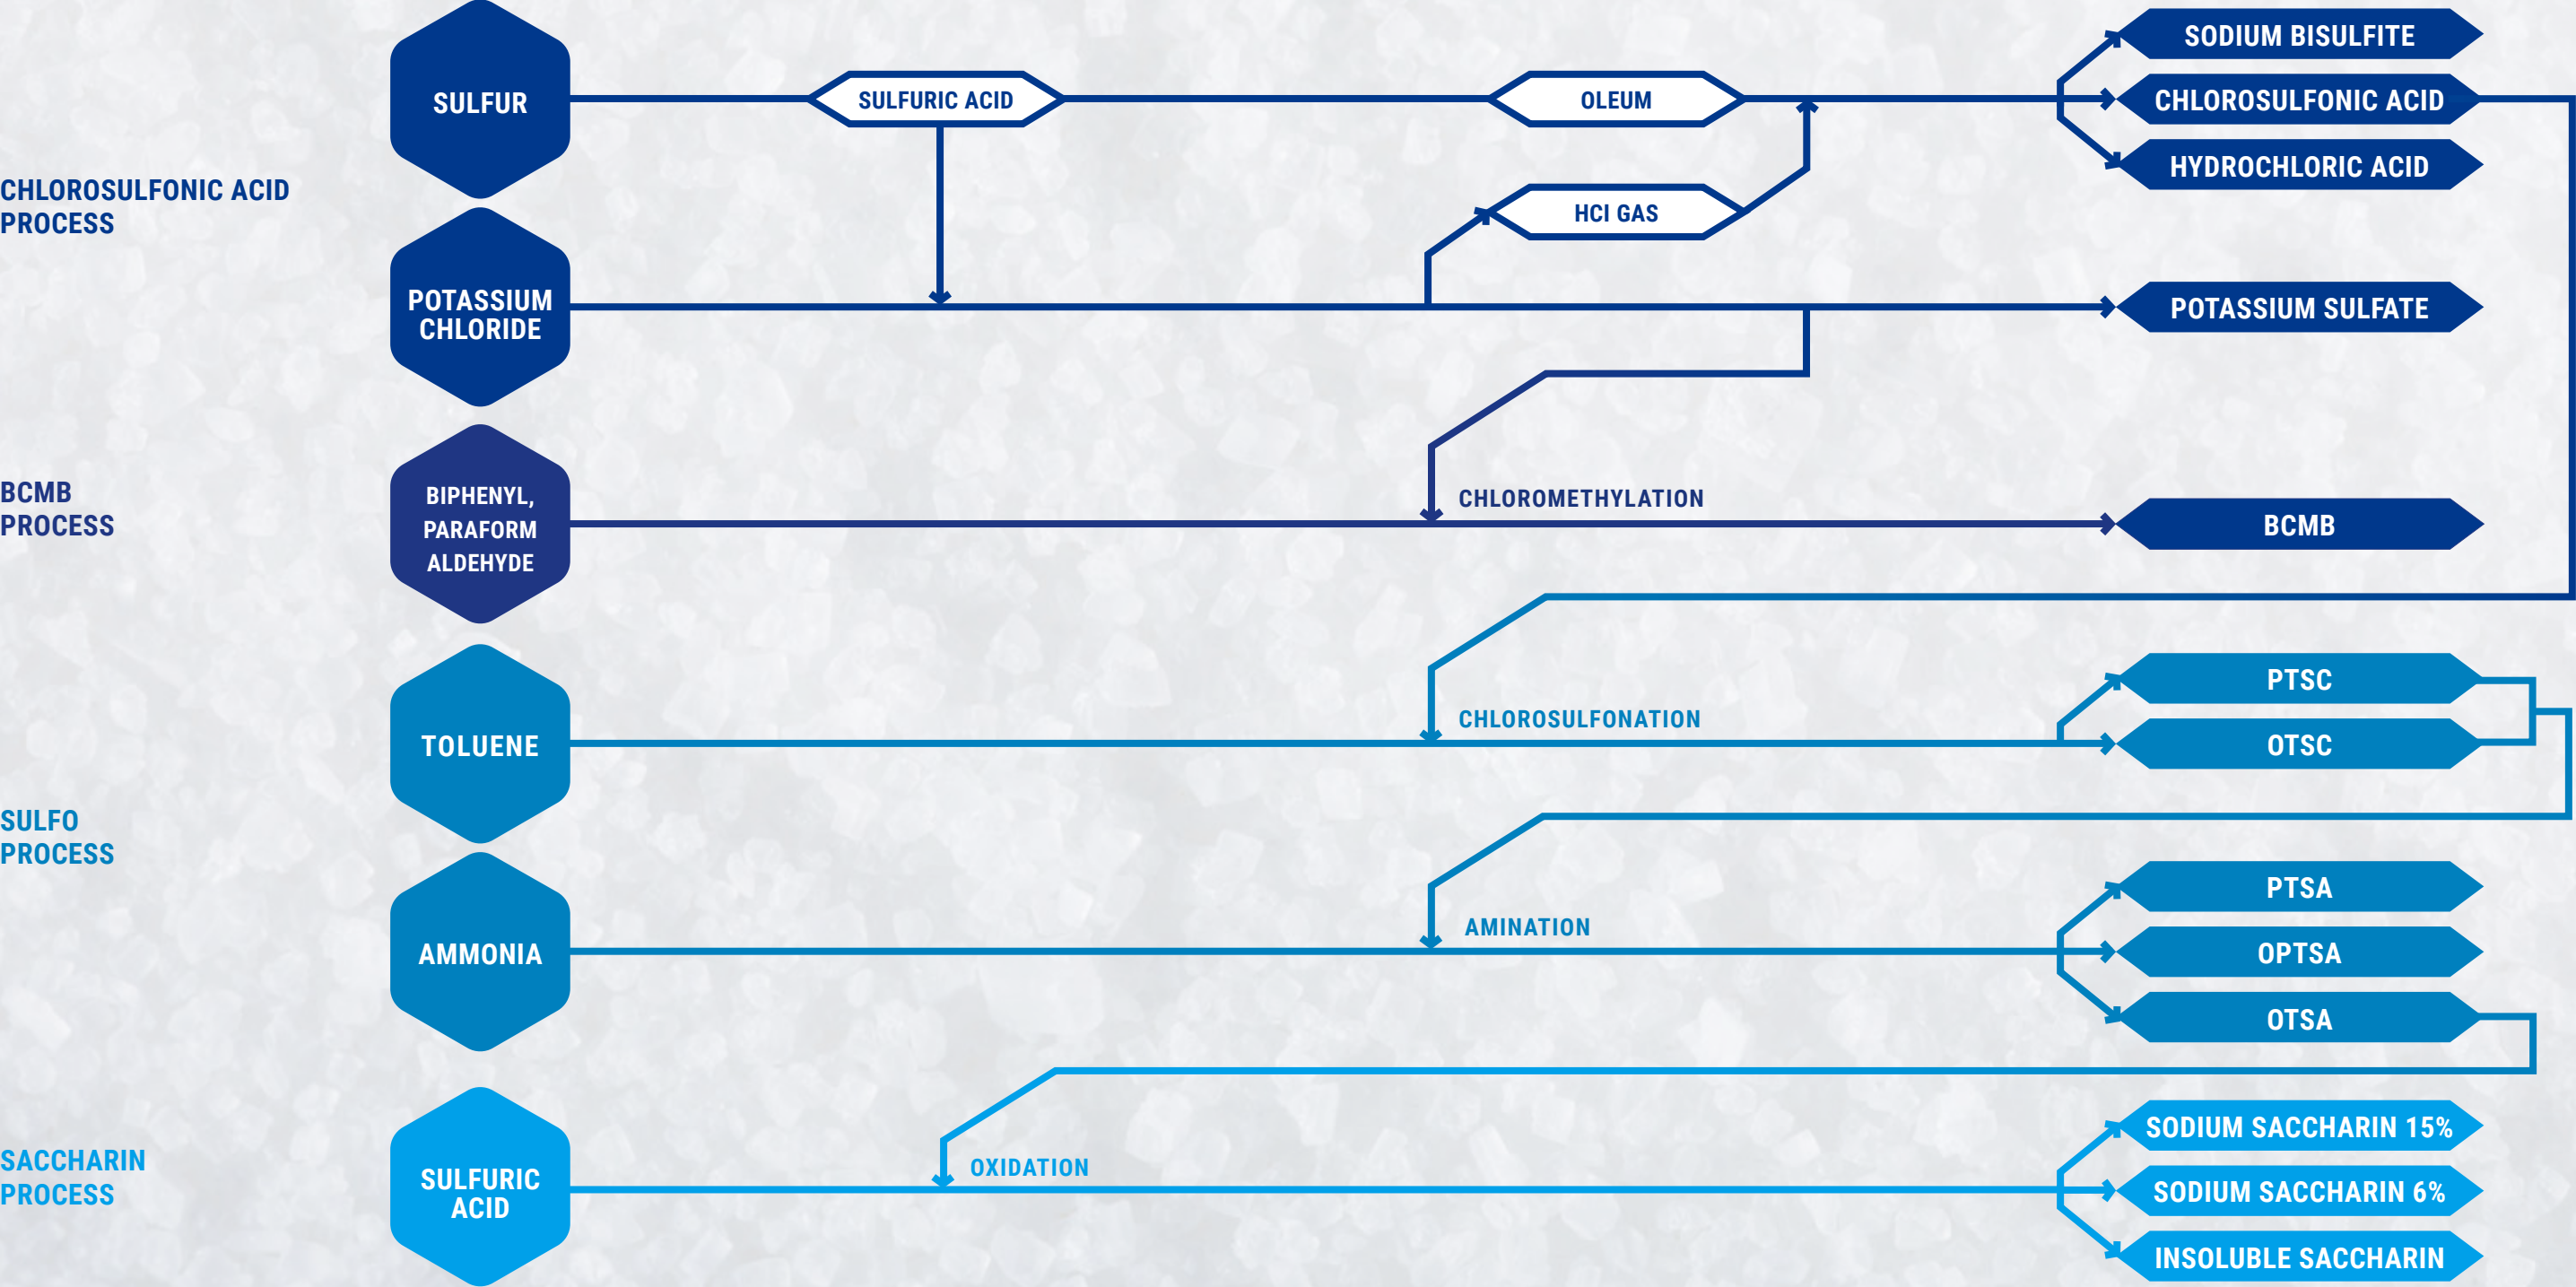 CHLOROSULFONIC ACID
PROCESS
SULFUR
SULFURIC ACID
OLEUM
SODIUM BISULFITE
CHLOROSULFONIC ACID
HYDROCHLORIC ACID
HCI GAS
POTASSIUM
CHLORIDE
POTASSIUM SULFATE
BCMB
PROCESS
BIPHENYL,
PARAFORM
ALDEHYDE
CHLOROMETHYLATION
BCMB
SULFO
PROCESS
TOLUENE
CHLOROSULFONATION
PTSC
OTSC
AMMONIA
AMINATION
PTSA
OPTSA
OTSA
SACCHARIN
PROCESS
SULFURIC
ACID
OXIDATION
SODIUM SACCHARIN 15%
SODIUM SACCHARIN 6%
INSOLUBLE SACCHARIN